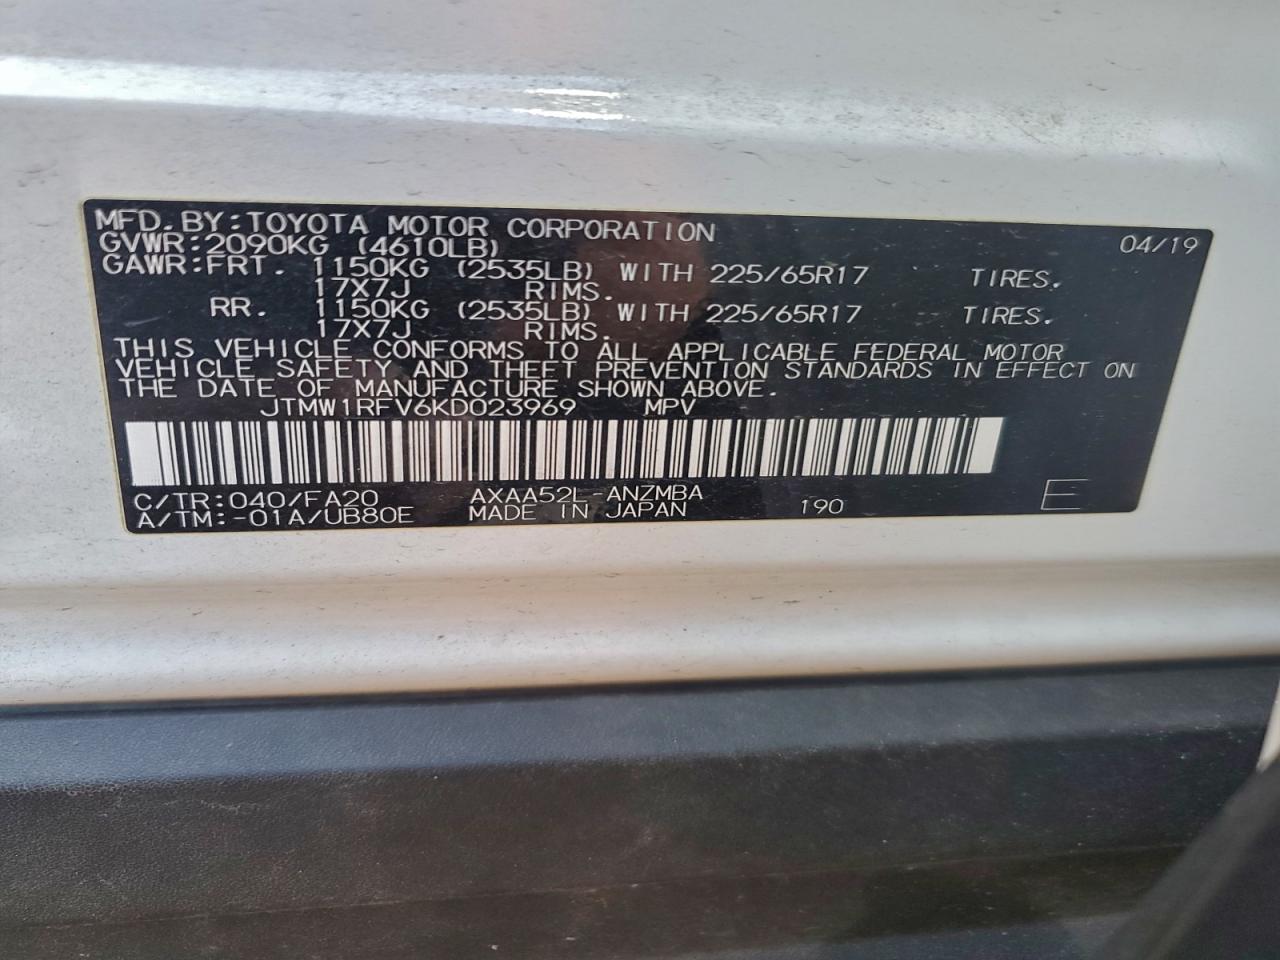 MFD. BY:TOYOTA MOTOR CORPORATION 04/19
GVWR:2090KG (4610LB)
GAWR:FRT. 1150KG (2535LB) WITH 225/65R17 TIRES.
17X7J RIMS.
RR. 1150KG (2535LB) WITH 225/65R17 TIRES.
17X7J RIMS.
THIS VEHICLE CONFORMS TO ALL APPLICABLE FEDERAL MOTOR
VEHICLE SAFETY AND THEFT PREVENTION STANDARDS IN EFFECT ON
THE DATE OF MANUFACTURE SHOWN ABOVE.
JTMW1RFV6KD023969 MPV
C/TR:040/FA20 AXAA52L-ANZMBA
A/TM:-01A/UB80E MADE IN JAPAN 190 E